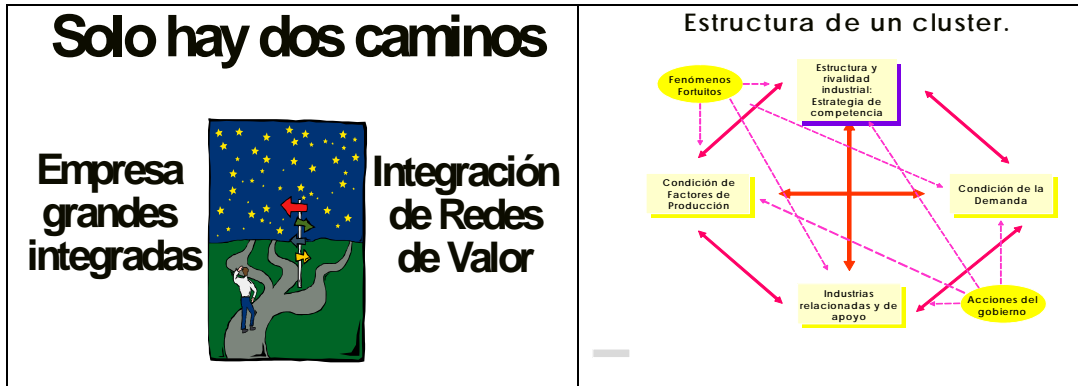 Solo hay dos caminos
Empresa
grandes
integradas
Integración
de Redes
de Valor
Estructura de un cluster.
Fenómenos
Fortuitos
Estructura y
rivalidad
industrial:
Estrategia de
competencia
Condición de
Factores de
Producción
Condición de la
Demanda
Industrias
relacionadas y de
apoyo
Acciones del
gobierno